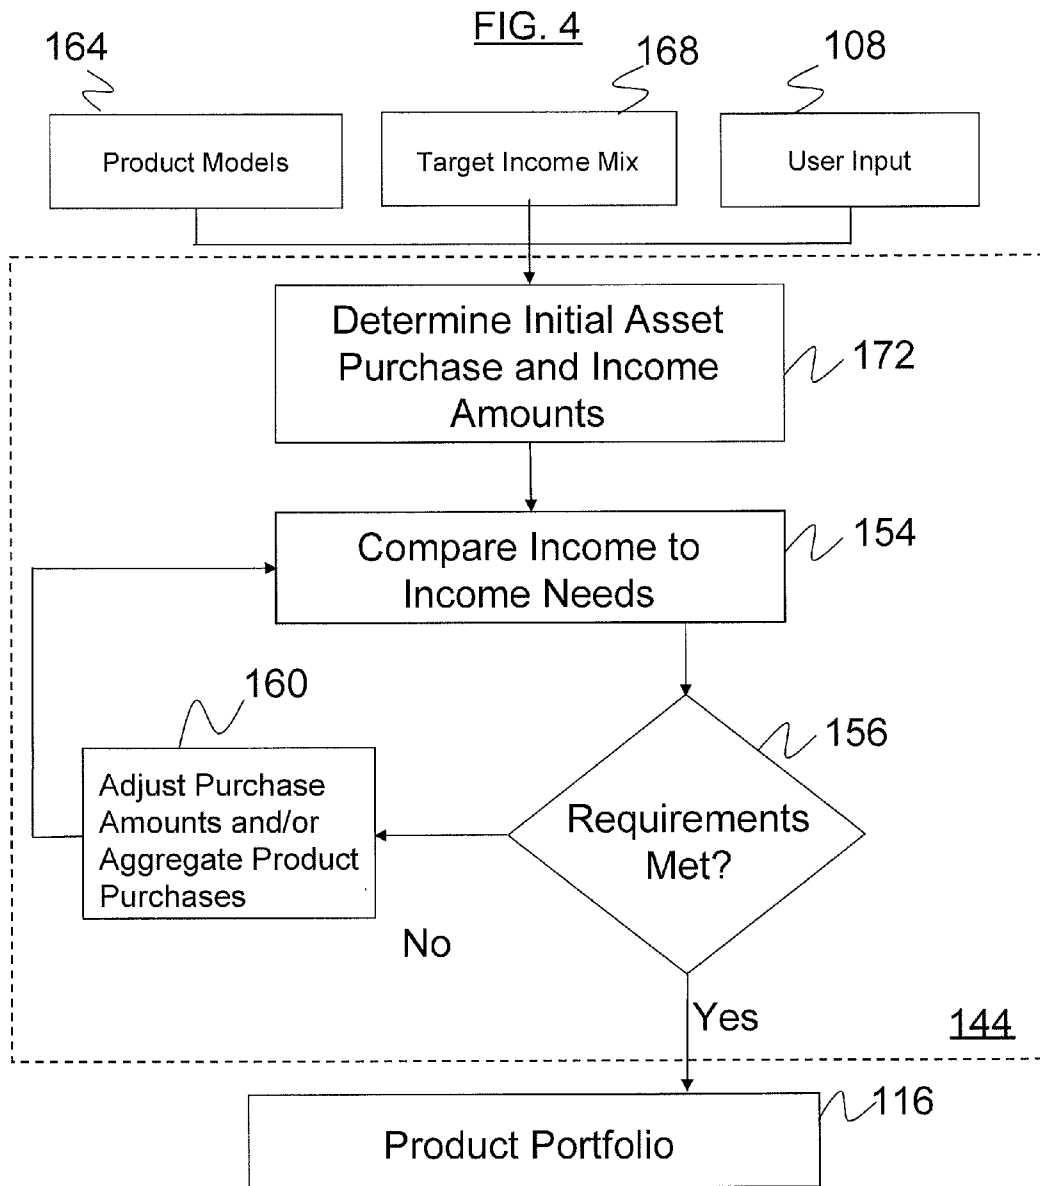 FIG. 4
164
168
108
Product Models
Target Income Mix
User Input
Determine Initial Asset
Purchase and Income
Amounts
172
Compare Income to
Income Needs
154
160
156
Adjust Purchase
Amounts and/or
Aggregate Product
Purchases
Requirements
Met?
No
Yes
144
Product Portfolio
116